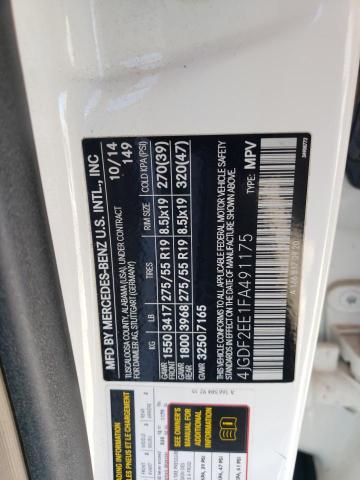 MFD BY MERCEDES-BENZ U.S. INTL., INC
TUSCALOOSA COUNTY, ALABAMA (USA), UNDER CONTRACT
FOR DAIMLER AG, STUTTGART (GERMANY)
10/14
149
KG LB TIRES RIM SIZE COLD KPA (PSI)
GAWR FRONT 1550 3417 275/55 R19 8.5Jx19 270(39)
GAWR REAR 1800 3968 275/55 R19 8.5Jx19 320(47)
GVWR 3250 7165
THIS VEHICLE CONFORMS TO ALL APPLICABLE FEDERAL MOTOR VEHICLE SAFETY
STANDARDS IN EFFECT ON THE DATE OF MANUFACTURE SHOWN ABOVE.
4JGDF2EE1FA491175 TYPE: MPV
SEE OWNER'S
MANUAL FOR
ADDITIONAL
INFORMATION